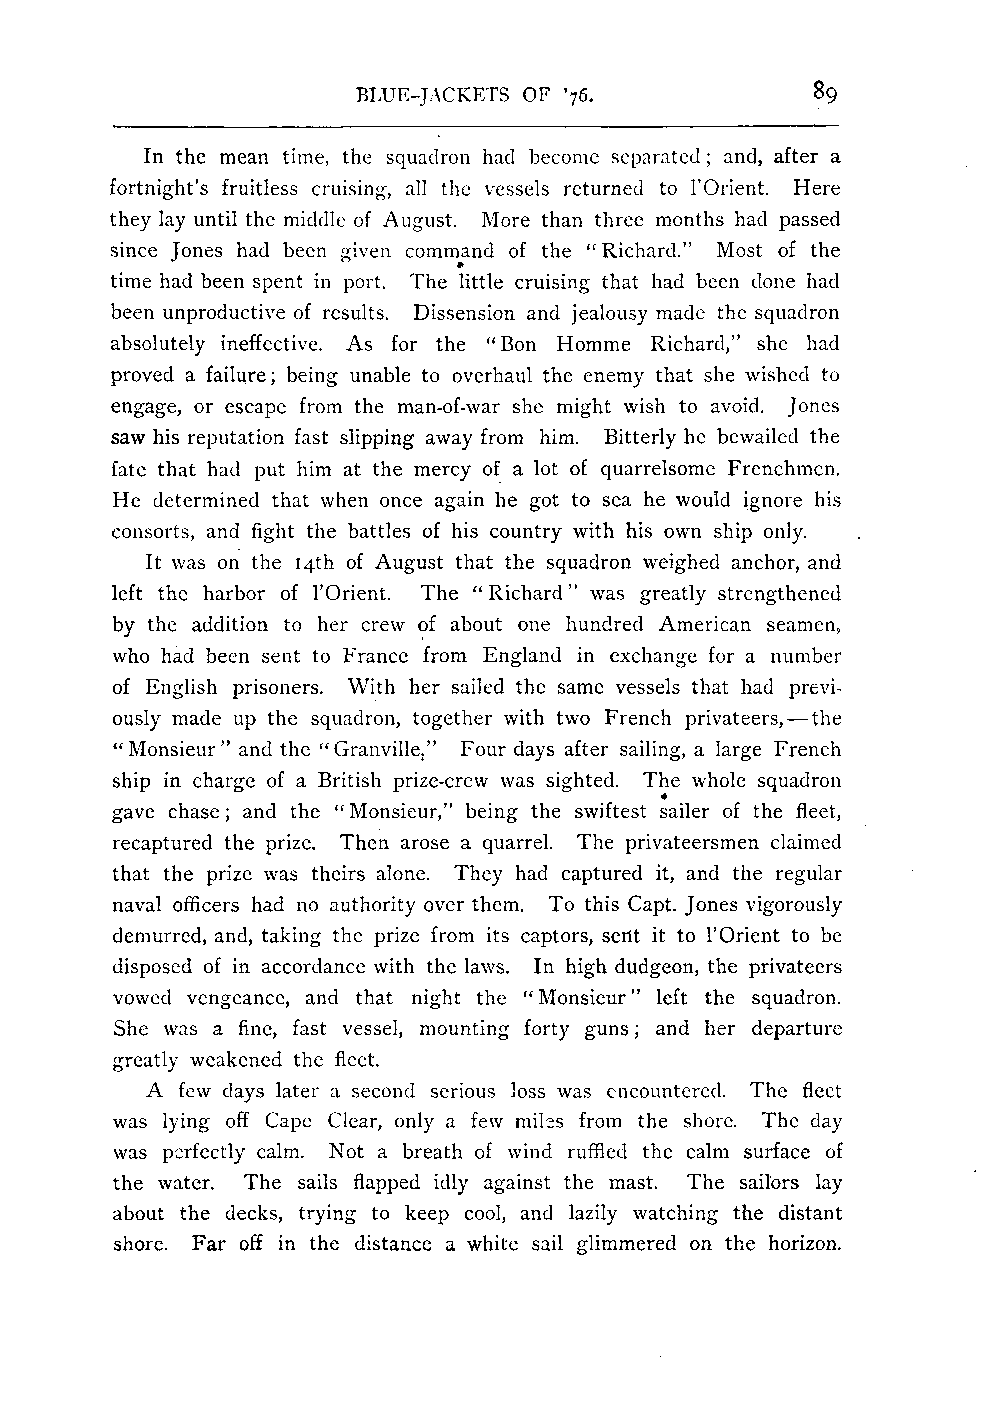 BLUE-JACKETS OF '76. 89
In the mean time, the squadron had become separated; and, after a
fortnight's fruitless cruising, all the vessels returned to l'Orient. Here
they lay until the middle of August. More than three months had passed
since Jones had been given command of the "Richard." Most of the
time had been spent in port. The little cruising that had been done had
been unproductive of results. Dissension and jealousy made the squadron
absolutely ineffective. As for the "Bon Homme Richard," she had
proved a failure; being unable to overhaul the enemy that she wished to
engage, or escape from the man-of-war she might wish to avoid. Jones
saw his reputation fast slipping away from him. Bitterly he bewailed the
fate that had put him at the mercy of a lot of quarrelsome Frenchmen.
He determined that when once again he got to sea he would ignore his
consorts, and fight the battles of his country with his own ship only.
It was on the 14th of August that the squadron weighed anchor, and
left the harbor of l'Orient. The "Richard" was greatly strengthened
by the addition to her crew of about one hundred American seamen,
who had been sent to France from England in exchange for a number
of English prisoners. With her sailed the same vessels that had previ-
ously made up the squadron, together with two French privateers,—the
"Monsieur" and the "Granville." Four days after sailing, a large French
ship in charge of a British prize-crew was sighted. The whole squadron
gave chase; and the "Monsieur," being the swiftest sailer of the fleet,
recaptured the prize. Then arose a quarrel. The privateersmen claimed
that the prize was theirs alone. They had captured it, and the regular
naval officers had no authority over them. To this Capt. Jones vigorously
demurred, and, taking the prize from its captors, sent it to l'Orient to be
disposed of in accordance with the laws. In high dudgeon, the privateers
vowed vengeance, and that night the "Monsieur" left the squadron.
She was a fine, fast vessel, mounting forty guns; and her departure
greatly weakened the fleet.
A few days later a second serious loss was encountered. The fleet
was lying off Cape Clear, only a few miles from the shore. The day
was perfectly calm. Not a breath of wind ruffled the calm surface of
the water. The sails flapped idly against the mast. The sailors lay
about the decks, trying to keep cool, and lazily watching the distant
shore. Far off in the distance a white sail glimmered on the horizon.